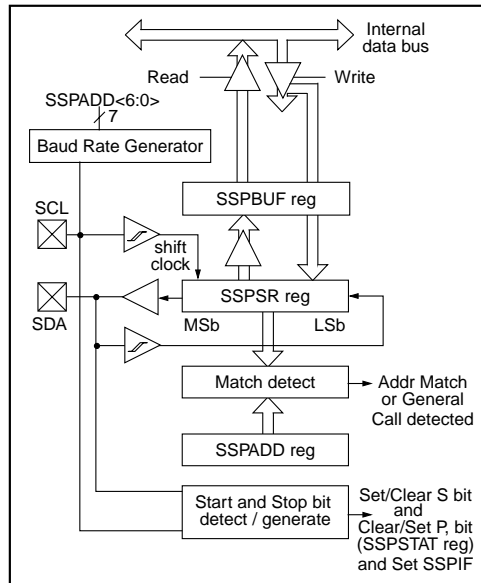 Internal
data bus
Read
Write
SSPADD<6:0>
7
Baud Rate Generator
SCL
SSPBUF reg
shift
clock
SDA
SSPSR reg
MSb
LSb
Match detect
Addr Match
or General
Call detected
SSPADD reg
Start and Stop bit
detect / generate
Set/Clear S bit
and
Clear/Set P, bit
(SSPSTAT reg)
and Set SSPIF